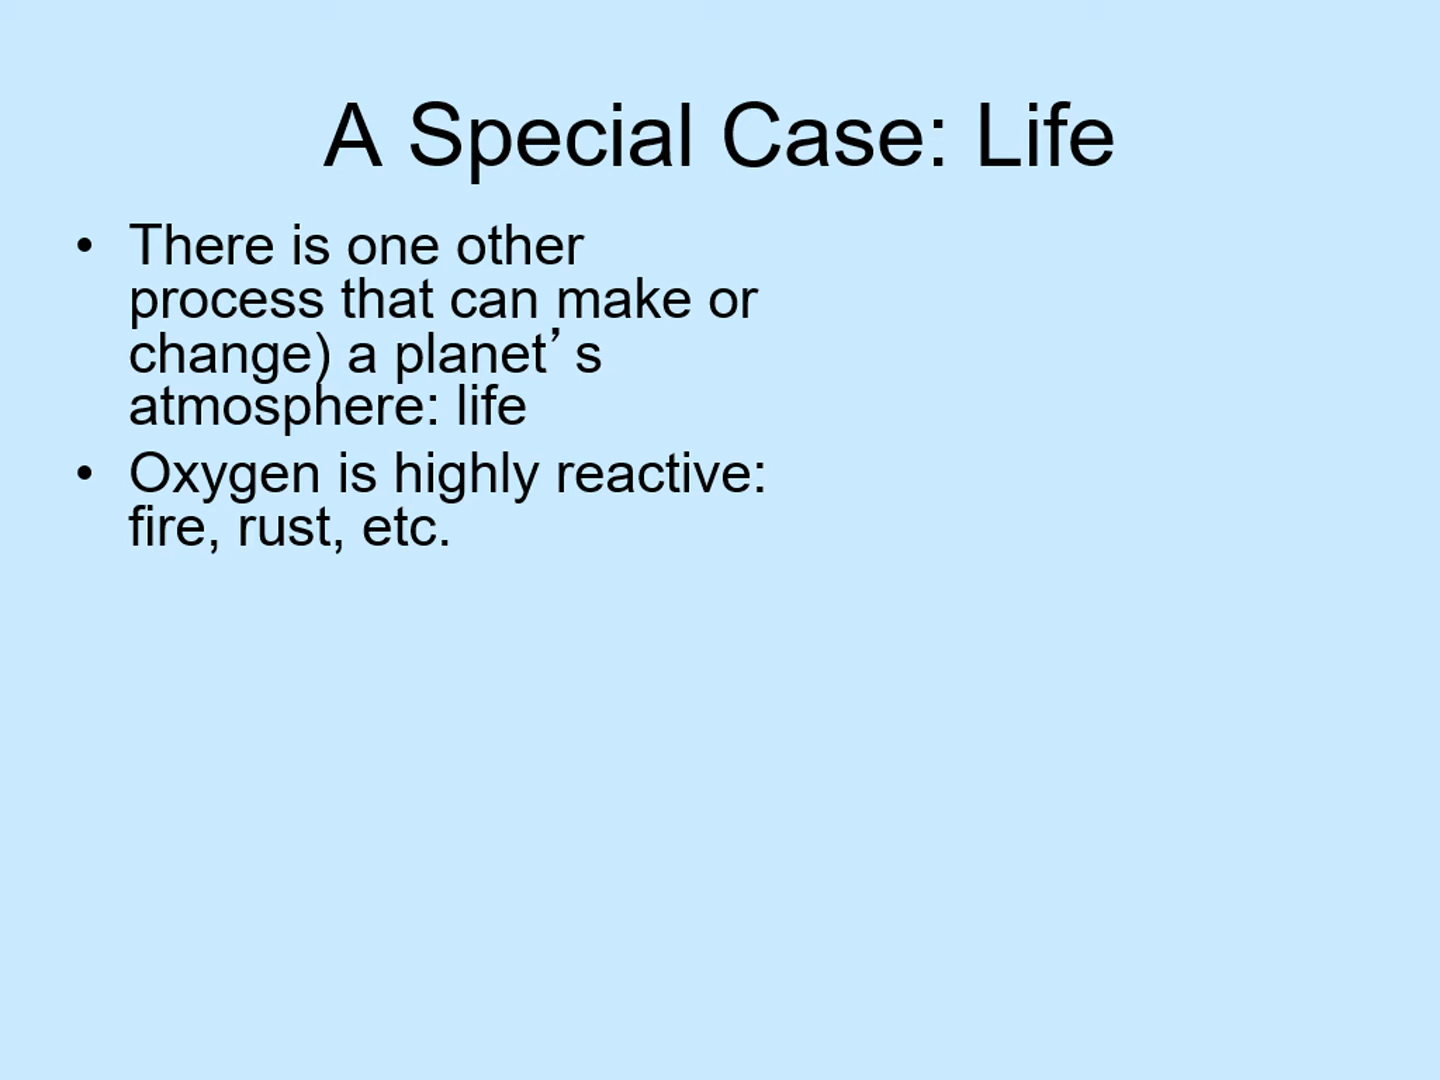 A Special Case: Life
• There is one other
process that can make or
change) a planet’s
atmosphere: life
• Oxygen is highly reactive:
fire, rust, etc.